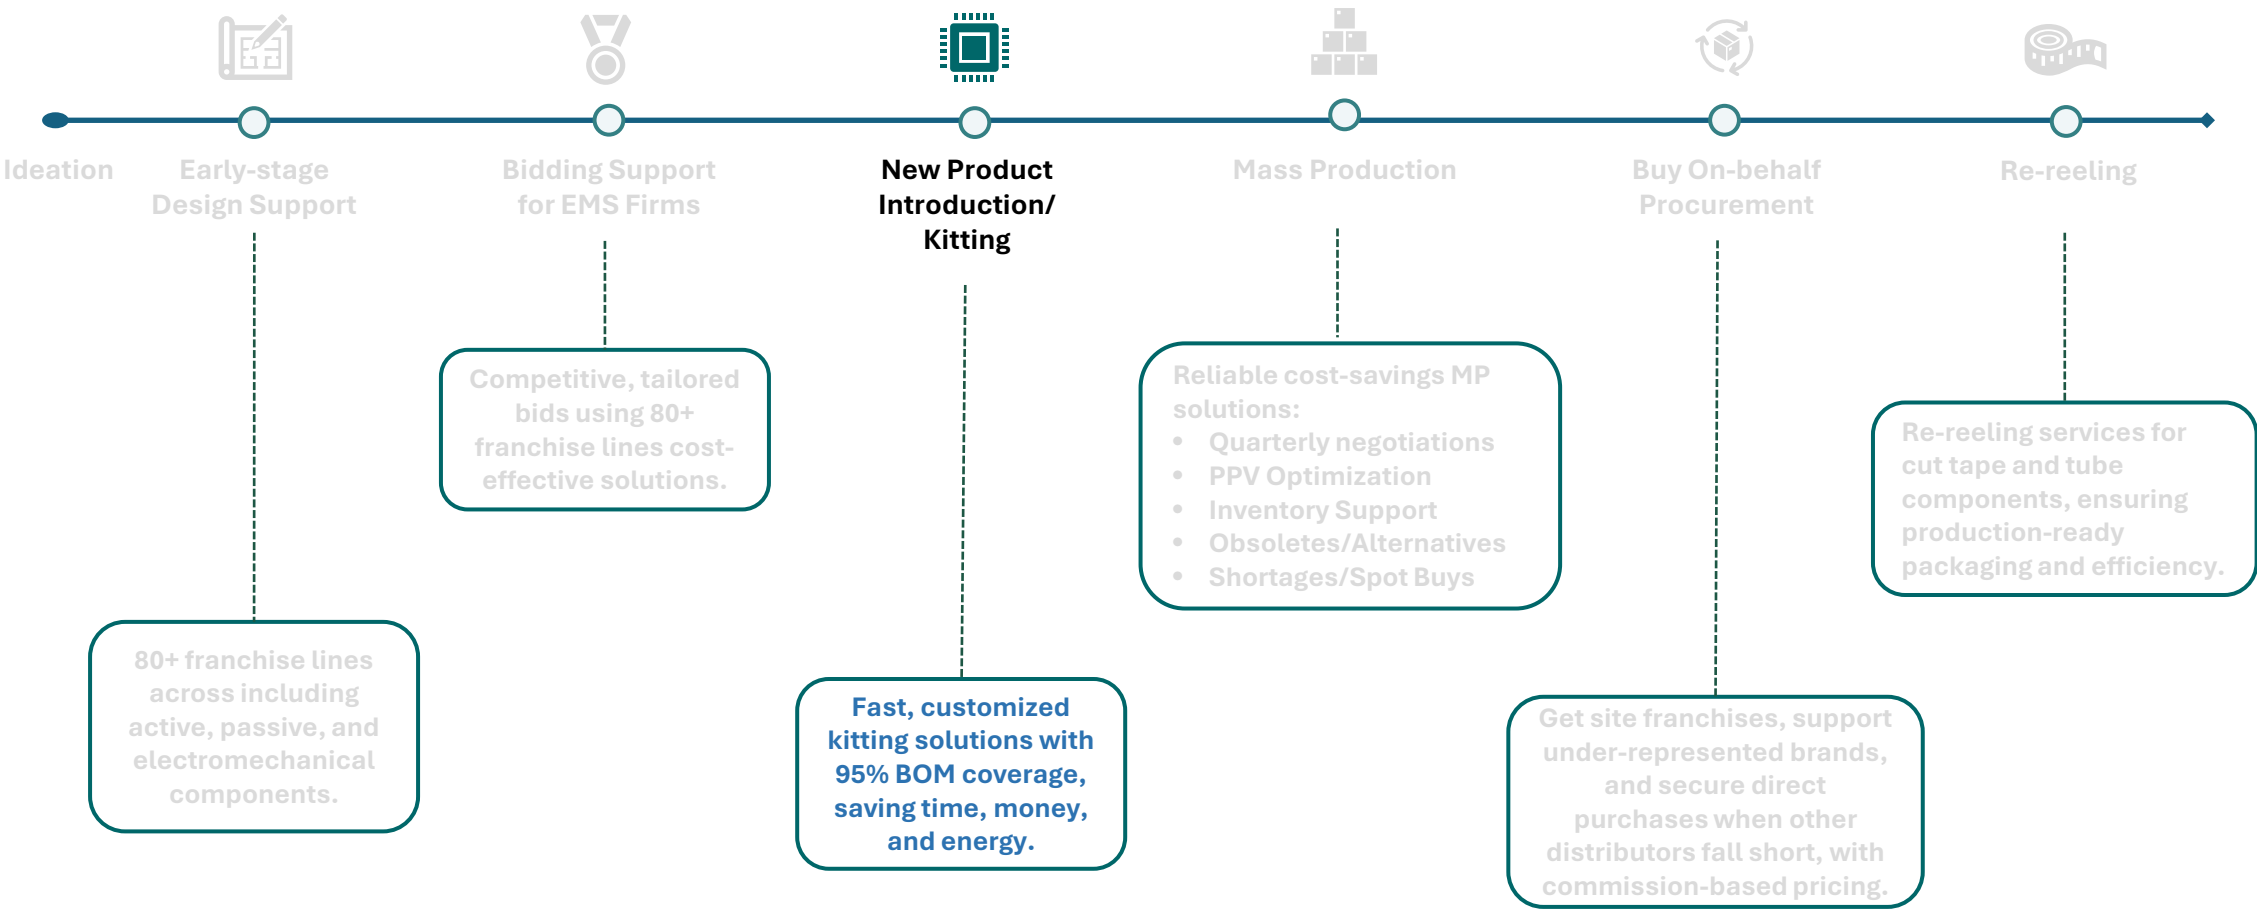 Ideation
Early-stage
Design Support
Bidding Support
for EMS Firms
New Product
Introduction/
Kitting
Mass Production
Buy On-behalf
Procurement
Re-reeling
80+ franchise lines
across including
active, passive, and
electromechanical
components.
Competitive, tailored
bids using 80+
franchise lines cost-
effective solutions.
Fast, customized
kitting solutions with
95% BOM coverage,
saving time, money,
and energy.
Reliable cost-savings MP
solutions:
• Quarterly negotiations
• PPV Optimization
• Inventory Support
• Obsoletes/Alternatives
• Shortages/Spot Buys
Get site franchises, support
under-represented brands,
and secure direct
purchases when other
distributors fall short, with
commission-based pricing.
Re-reeling services for
cut tape and tube
components, ensuring
production-ready
packaging and efficiency.